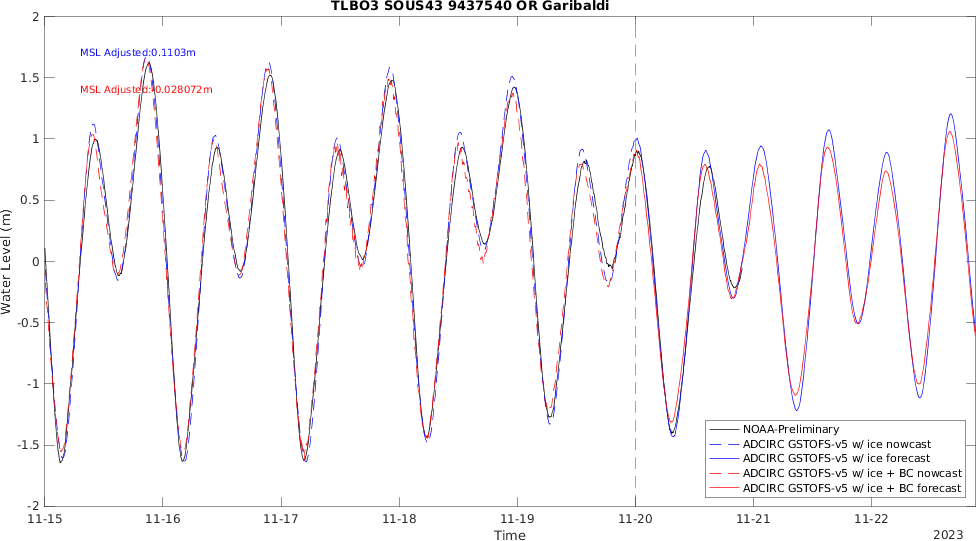 TLBO3 SOUS43 9437540 OR Garibaldi
MSL Adjusted:0.1103m
MSL Adjusted:-0.028072m
Water Level (m)
2
1.5
1
0.5
0
-0.5
-1
-1.5
-2
NOAA-Preliminary
ADCIRC GSTOFS-v5 w/ ice nowcast
ADCIRC GSTOFS-v5 w/ ice forecast
ADCIRC GSTOFS-v5 w/ ice + BC nowcast
ADCIRC GSTOFS-v5 w/ ice + BC forecast
11-15 11-16 11-17 11-18 11-19 11-20 11-21 11-22
Time
2023